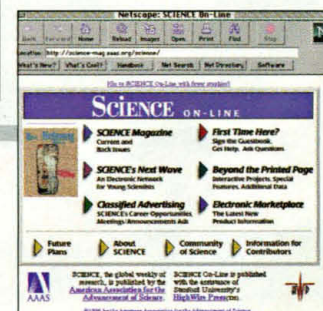 Netscape: SCIENCE On-Line
Back Forward Home Reload Images Open Print Find Stop
Location: http://science-mag.aaas.org/science/
What's New? What's Cool? Handbook Net Search Net Directory Software
SCIENCE ON-LINE
SCIENCE Magazine
Current and
Back Issues
First Time Here?
Sign the Guestbook,
Get Help, Ask Questions
SCIENCE's Next Wave
An Electronic Network
for Young Scientists
Beyond the Printed Page
Interactive Projects, Special
Features, Additional Data
Classified Advertising
SCIENCE's Career Opportunities
Meetings/Announcements Ads
Electronic Marketplace
The Latest New
Product Information
Future
Plans
About
SCIENCE
Community
of Science
Information for
Contributors
AAAS
SCIENCE, the global weekly of
research, is published by the
American Association for the
Advancement of Science.
SCIENCE On-Line is published
with the assistance of
Stanford University's
HighWire Press